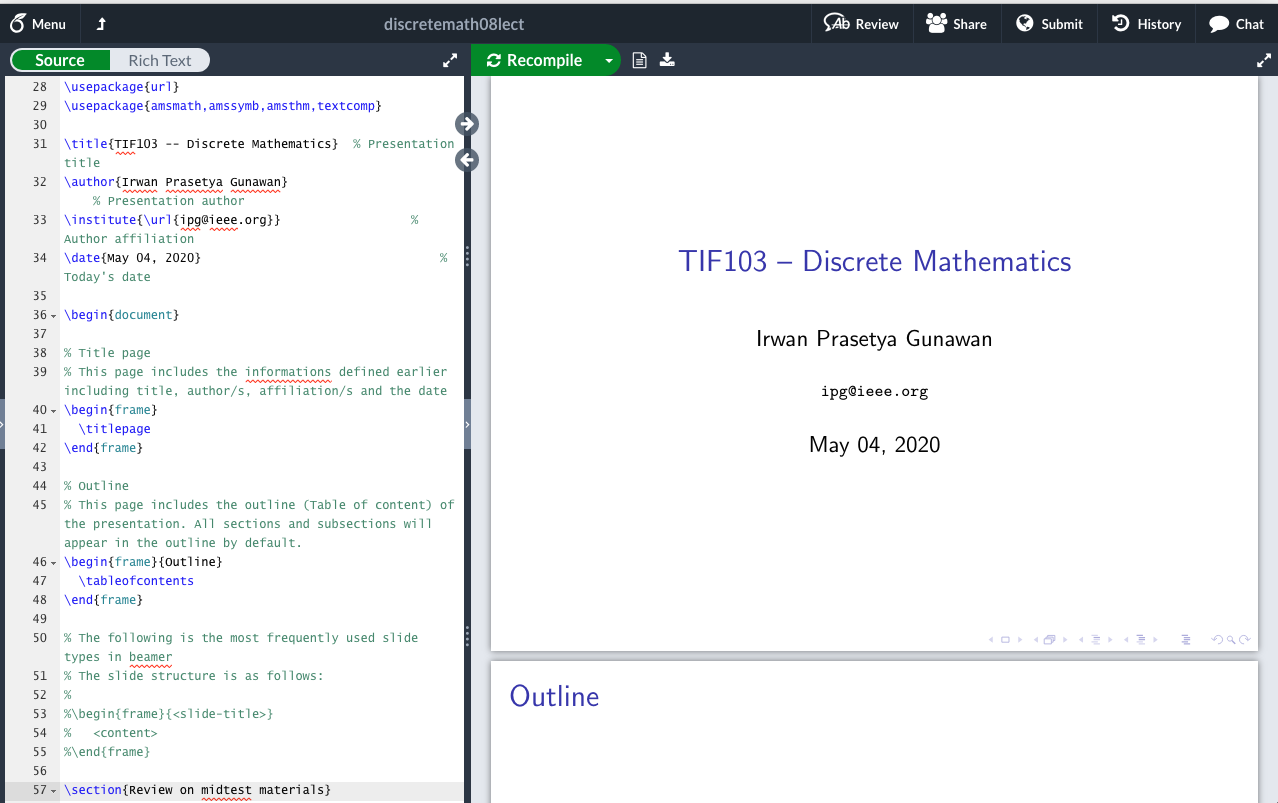 Menu
discretemath08lect
Review
Share
Submit
History
Chat
Source
Rich Text
Recompile
28 \usepackage{url}
29 \usepackage{amsmath,amssymb,amsthm,textcomp}
30
31 \title{TIF103 -- Discrete Mathematics}  % Presentation
title
32 \author{Irwan Prasetya Gunawan}
% Presentation author
33 \institute{\url{ipg@ieee.org}} %
Author affiliation
34 \date{May 04, 2020} %
Today's date
35
36 \begin{document}
37
38 % Title page
39 % This page includes the informations defined earlier
including title, author/s, affiliation/s and the date
40 \begin{frame}
41 \titlepage
42 \end{frame}
43
44 % Outline
45 % This page includes the outline (Table of content) of
the presentation. All sections and subsections will
appear in the outline by default.
46 \begin{frame}{Outline}
47 \tableofcontents
48 \end{frame}
49
50 % The following is the most frequently used slide
types in beamer
51 % The slide structure is as follows:
52 %
53 %\begin{frame}{<slide-title>}
54 % <content>
55 %\end{frame}
56
57 \section{Review on midtest materials}
TIF103 – Discrete Mathematics
Irwan Prasetya Gunawan
ipg@ieee.org
May 04, 2020
Outline